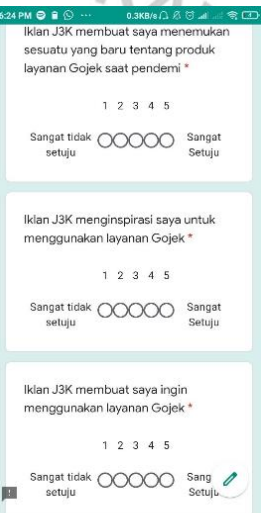 6:24 PM ... 0.3KB/s
Iklan J3K membuat saya menemukan
sesuatu yang baru tentang produk
layanan Gojek saat pendemi *
1 2 3 4 5
Sangat tidak Sangat
setuju Setuju
Iklan J3K menginspirasi saya untuk
menggunakan layanan Gojek *
1 2 3 4 5
Sangat tidak Sangat
setuju Setuju
Iklan J3K membuat saya ingin
menggunakan layanan Gojek *
1 2 3 4 5
Sangat tidak Sang
setuju Setuju